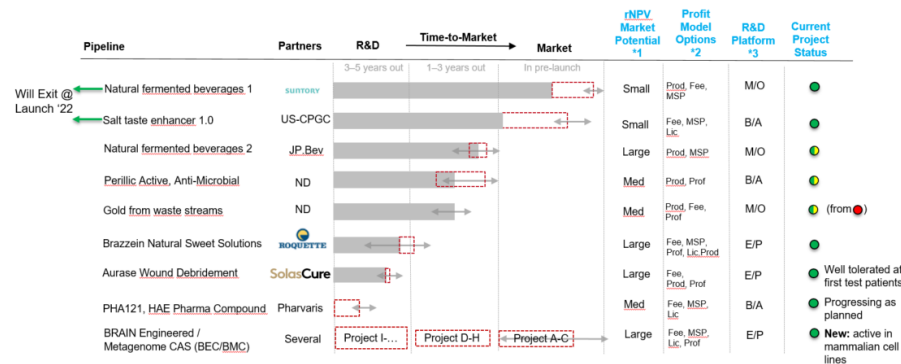 rNPV Market Potential *1
Profit Model Options *2
R&D Platform *3
Current Project Status
Pipeline
Partners
R&D
Time-to-Market
Market
3–5 years out
1–3 years out
In pre-launch
Will Exit @ Launch '22
Natural fermented beverages 1
SUNTORY
Small
Prod, Fee, MSP
M/O
Salt taste enhancer 1.0
US-CPGC
Small
Fee, MSP, Lic
B/A
Natural fermented beverages 2
JP.Bev
Large
Prod, MSP
M/O
Perillic Active, Anti-Microbial
ND
Med
Prod, Prof
B/A
Gold from waste streams
ND
Med
Prod, Fee, Prof
M/O
(from )
Brazzein Natural Sweet Solutions
ROQUETTE
Large
Fee, MSP, Prof, Lic.Prod
E/P
Aurase Wound Debridement
SolasCure
Large
Fee, Prod, Prof
E/P
Well tolerated at first test patients
PHA121, HAE Pharma Compound
Pharvaris
Med
Fee, MSP, Lic
B/A
Progressing as planned
BRAIN Engineered / Metagenome CAS (BEC/BMC)
Several
Project I-…
Project D-H
Project A-C
Large
Fee, MSP, Lic, Prof
E/P
New: active in mammalian cell lines